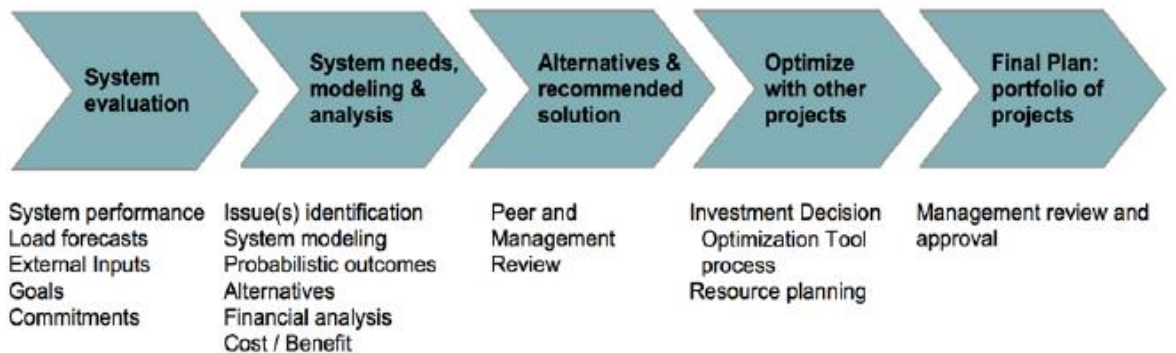 System
evaluation
System needs,
modeling &
analysis
Alternatives &
recommended
solution
Optimize
with other
projects
Final Plan:
portfolio of
projects
System performance
Load forecasts
External Inputs
Goals
Commitments
Issue(s) identification
System modeling
Probabilistic outcomes
Alternatives
Financial analysis
Cost / Benefit
Peer and
Management
Review
Investment Decision
Optimization Tool
process
Resource planning
Management review and
approval